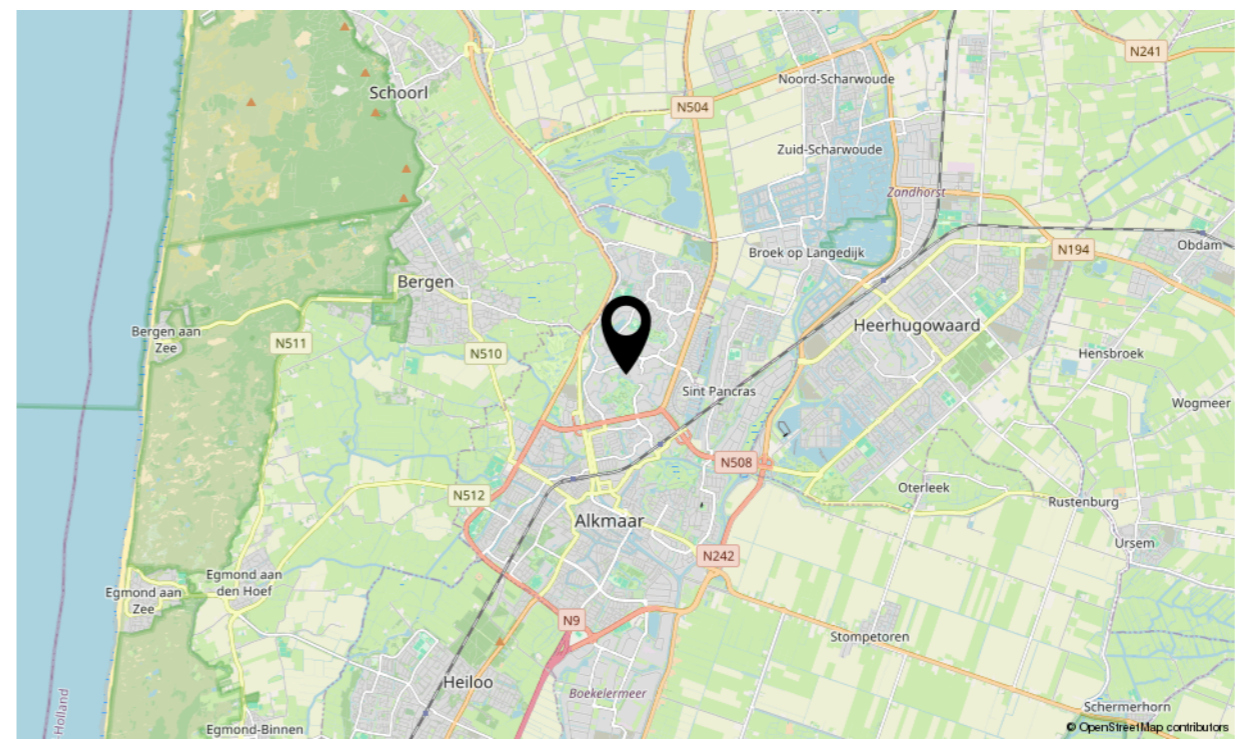 N241
Noord-Scharwoude
Schoorl
N504
Zuid-Scharwoude
Zandhorst
Obdam
N194
Broek op Langedijk
Bergen
Heerhugowaard
Bergen aan
Zee
N511
N510
Hensbroek
Sint Pancras
Wogmeer
N508
Oterleek
N512
Rustenburg
Alkmaar
Ursem
N242
Egmond aan
den Hoef
Egmond aan
Zee
N9
Stompetoren
Heiloo
Boekelermeer
-Holland
Schermerhorn
Egmond-Binnen
© OpenStreetMap contributors